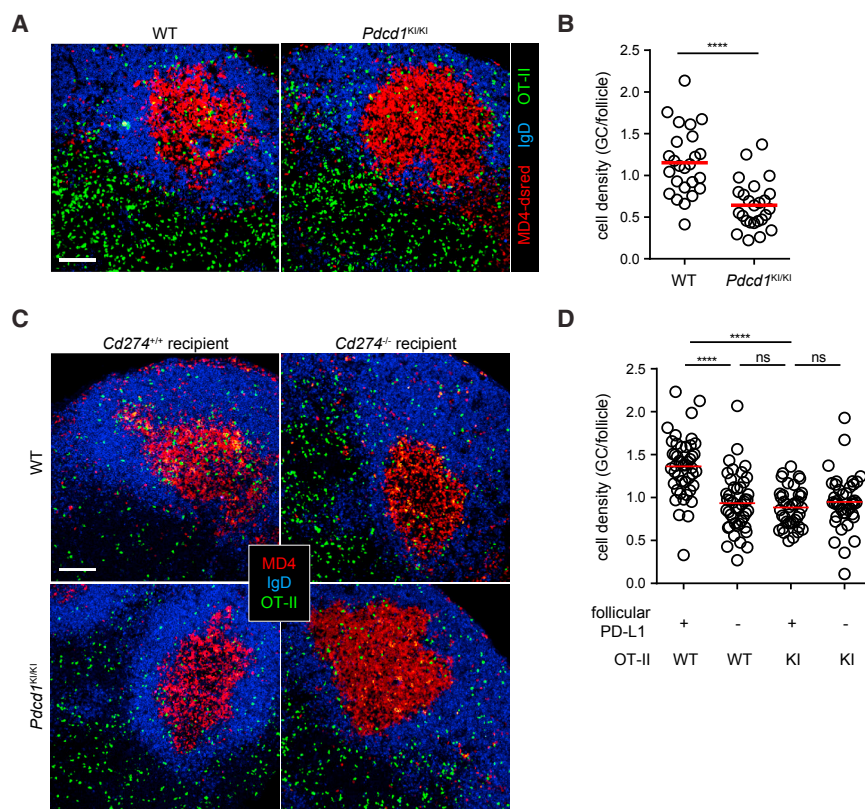 A
WT
Pdcd1KI/KI
MD4-dsred IgD OT-II
B
****
cell density (GC/follicle)
2.5
2.0
1.5
1.0
0.5
0.0
WT
Pdcd1KI/KI
C
Cd274+/+ recipient
Cd274-/- recipient
WT
Pdcd1KI/KI
MD4
IgD
OT-II
D
****
**** ns ns
cell density (GC/follicle)
2.5
2.0
1.5
1.0
0.5
0.0
follicular
PD-L1 + - + -
OT-II WT WT KI KI